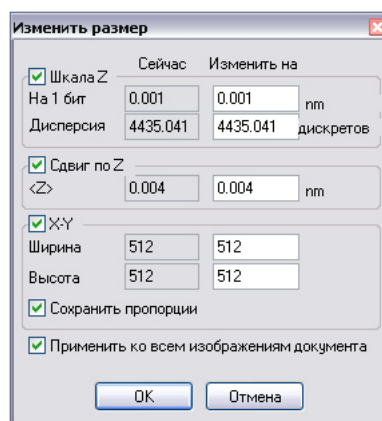 Изменить размер
Сейчас Изменить на
Шкала Z
На 1 бит 0.001 0.001 nm
Дисперсия 4435.041 4435.041 дискретов
Сдвиг по Z
<Z> 0.004 0.004 nm
X-Y
Ширина 512 512
Высота 512 512
Сохранить пропорции
Применить ко всем изображениям документа
OK Отмена